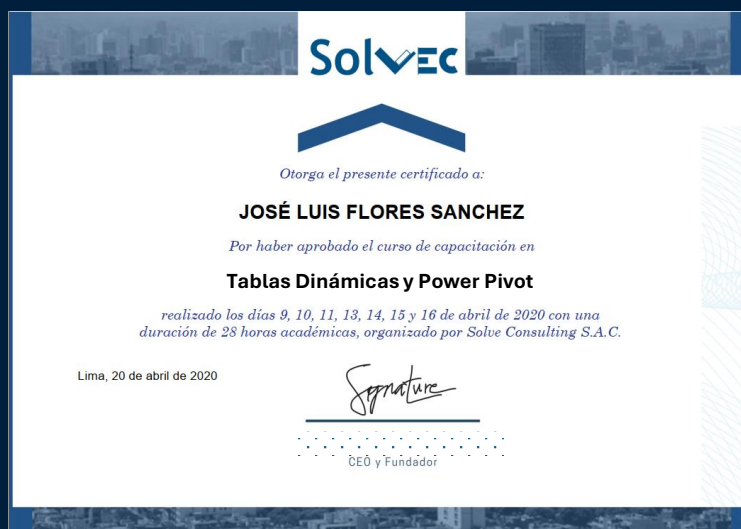 Solvec
Otorga el presente certificado a:
JOSÉ LUIS FLORES SANCHEZ
Por haber aprobado el curso de capacitación en
Tablas Dinámicas y Power Pivot
realizado los días 9, 10, 11, 13, 14, 15 y 16 de abril de 2020 con una
duración de 28 horas académicas, organizado por Solve Consulting S.A.C.
Lima, 20 de abril de 2020
Signature
CEO y Fundador